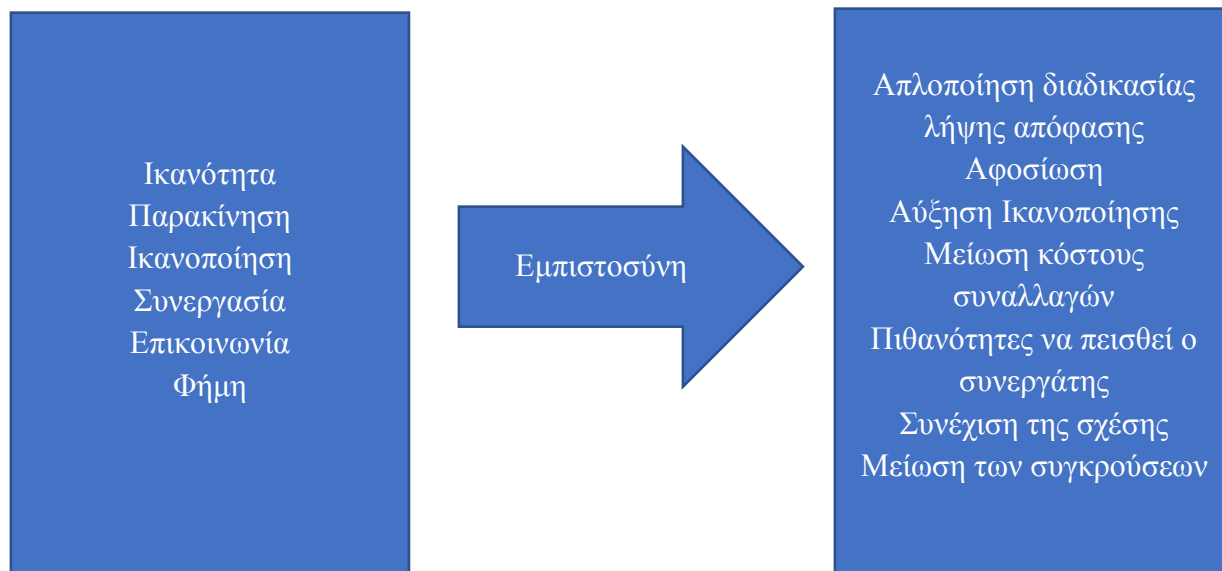 Ικανότητα
Παρακίνηση
Ικανοποίηση
Συνεργασία
Επικοινωνία
Φήμη
Εμπιστοσύνη
Απλοποίηση διαδικασίας
λήψης απόφασης
Αφοσίωση
Αύξηση Ικανοποίησης
Μείωση κόστους
συναλλαγών
Πιθανότητες να πεισθεί ο
συνεργάτης
Συνέχιση της σχέσης
Μείωση των συγκρούσεων